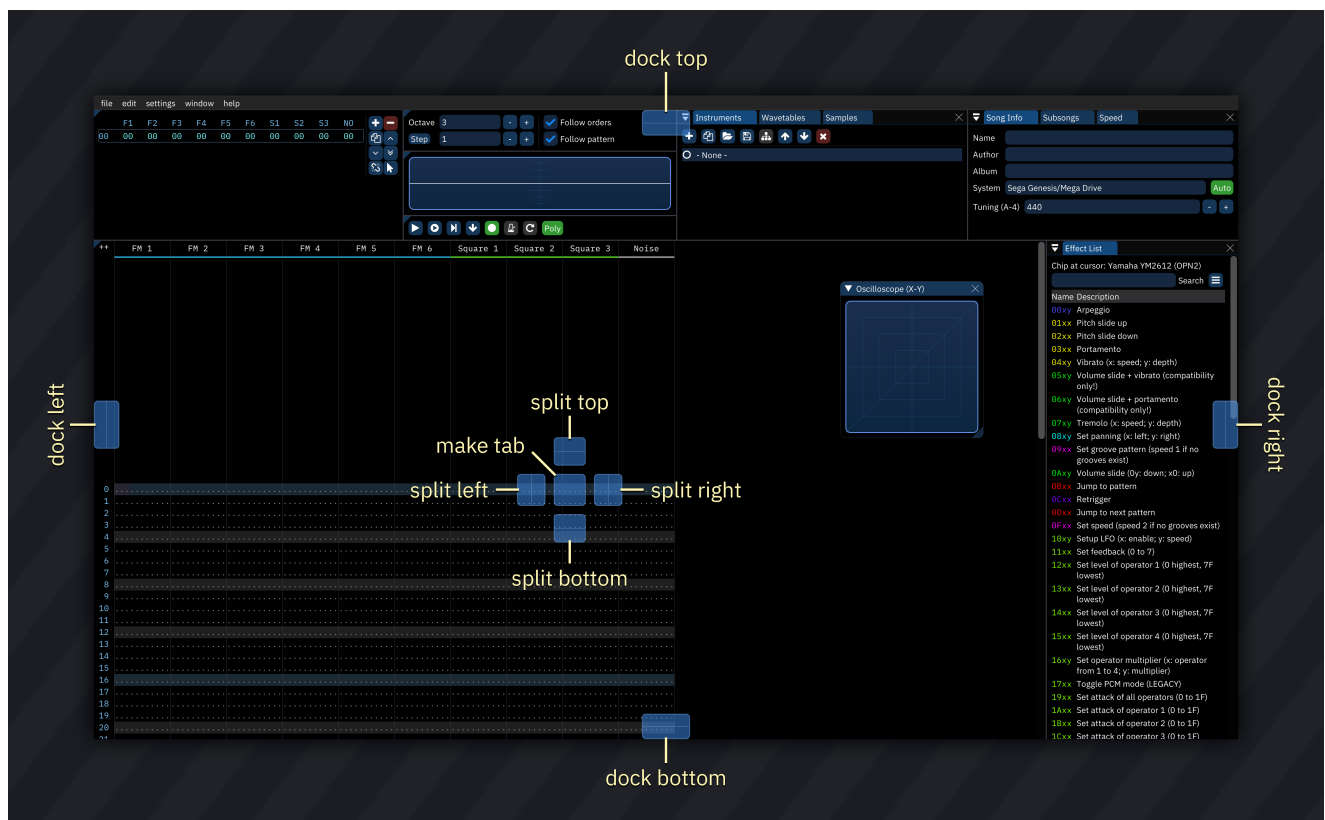 dock top
file edit settings window help
F1 F2 F3 F4 F5 F6 S1 S2 S3 NO
00 00 00 00 00 00 00 00 00 00 00
Octave 3 - + Follow orders
Step 1 - + Follow pattern
Poly
Instruments Wavetables Samples
- None -
Song Info Subsongs Speed
Name
Author
Album
System Sega Genesis/Mega Drive Auto
Tuning (A-4) 440 - +
++ FM 1 FM 2 FM 3 FM 4 FM 5 FM 6 Square 1 Square 2 Square 3 Noise
Oscilloscope (X-Y)
dock left
split top
make tab
split left
split right
split bottom
0
1
2
3
4
5
6
7
8
9
10
11
12
13
14
15
16
17
18
19
20
21
Effect List
Chip at cursor: Yamaha YM2612 (OPN2)
Search
Name Description
00xy Arpeggio
01xx Pitch slide up
02xx Pitch slide down
03xx Portamento
04xy Vibrato (x: speed; y: depth)
05xy Volume slide + vibrato (compatibility
only!)
06xy Volume slide + portamento
(compatibility only!)
07xy Tremolo (x: speed; y: depth)
08xy Set panning (x: left; y: right)
09xx Set groove pattern (speed 1 if no
grooves exist)
0Axy Volume slide (0y: down; x0: up)
0Bxx Jump to pattern
0Cxx Retrigger
0Dxx Jump to next pattern
0Fxx Set speed (speed 2 if no grooves exist)
10xy Setup LFO (x: enable; y: speed)
11xx Set feedback (0 to 7)
12xx Set level of operator 1 (0 highest, 7F
lowest)
13xx Set level of operator 2 (0 highest, 7F
lowest)
14xx Set level of operator 3 (0 highest, 7F
lowest)
15xx Set level of operator 4 (0 highest, 7F
lowest)
16xy Set operator multiplier (x: operator
from 1 to 4; y: multiplier)
17xx Toggle PCM mode (LEGACY)
19xx Set attack of all operators (0 to 1F)
1Axx Set attack of operator 1 (0 to 1F)
1Bxx Set attack of operator 2 (0 to 1F)
1Cxx Set attack of operator 3 (0 to 1F)
dock right
dock bottom